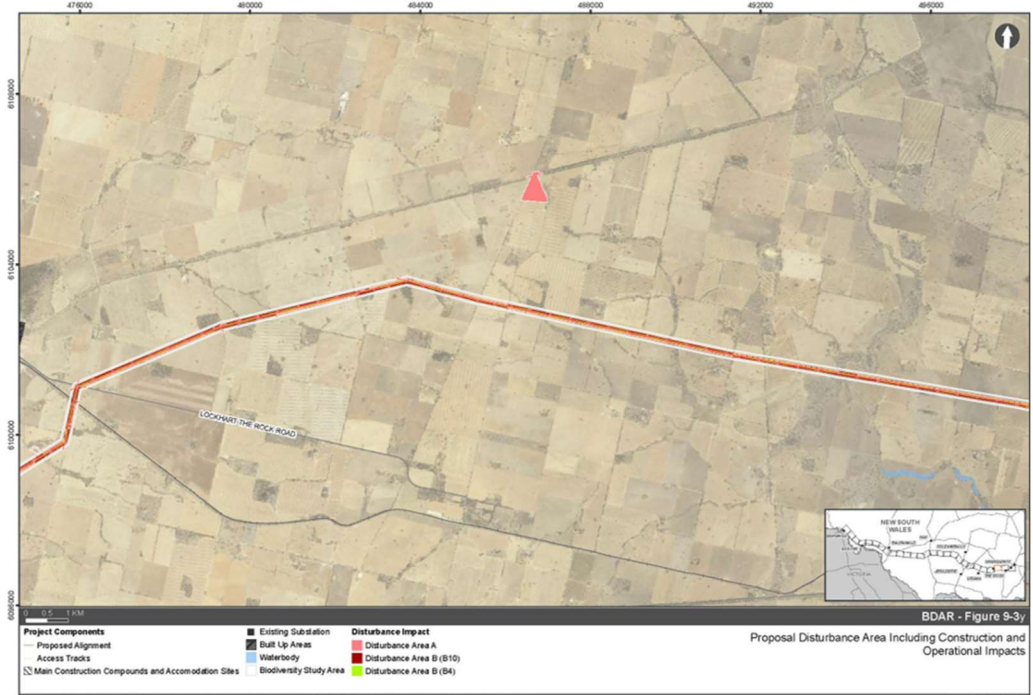 476000 480000 484000 488000 492000 496000
6108000
6104000
6100000
6096000
LOCKHART-THE ROCK ROAD
NEW SOUTH
WALES
VICTORIA
0 0.5 1 KM
BDAR - Figure 9-3y
Project Components
Proposed Alignment
Access Tracks
Main Construction Compounds and Accomodation Sites
Existing Substation
Built Up Areas
Waterbody
Biodiversity Study Area
Disturbance Impact
Disturbance Area A
Disturbance Area B (B10)
Disturbance Area B (B4)
Proposal Disturbance Area Including Construction and
Operational Impacts